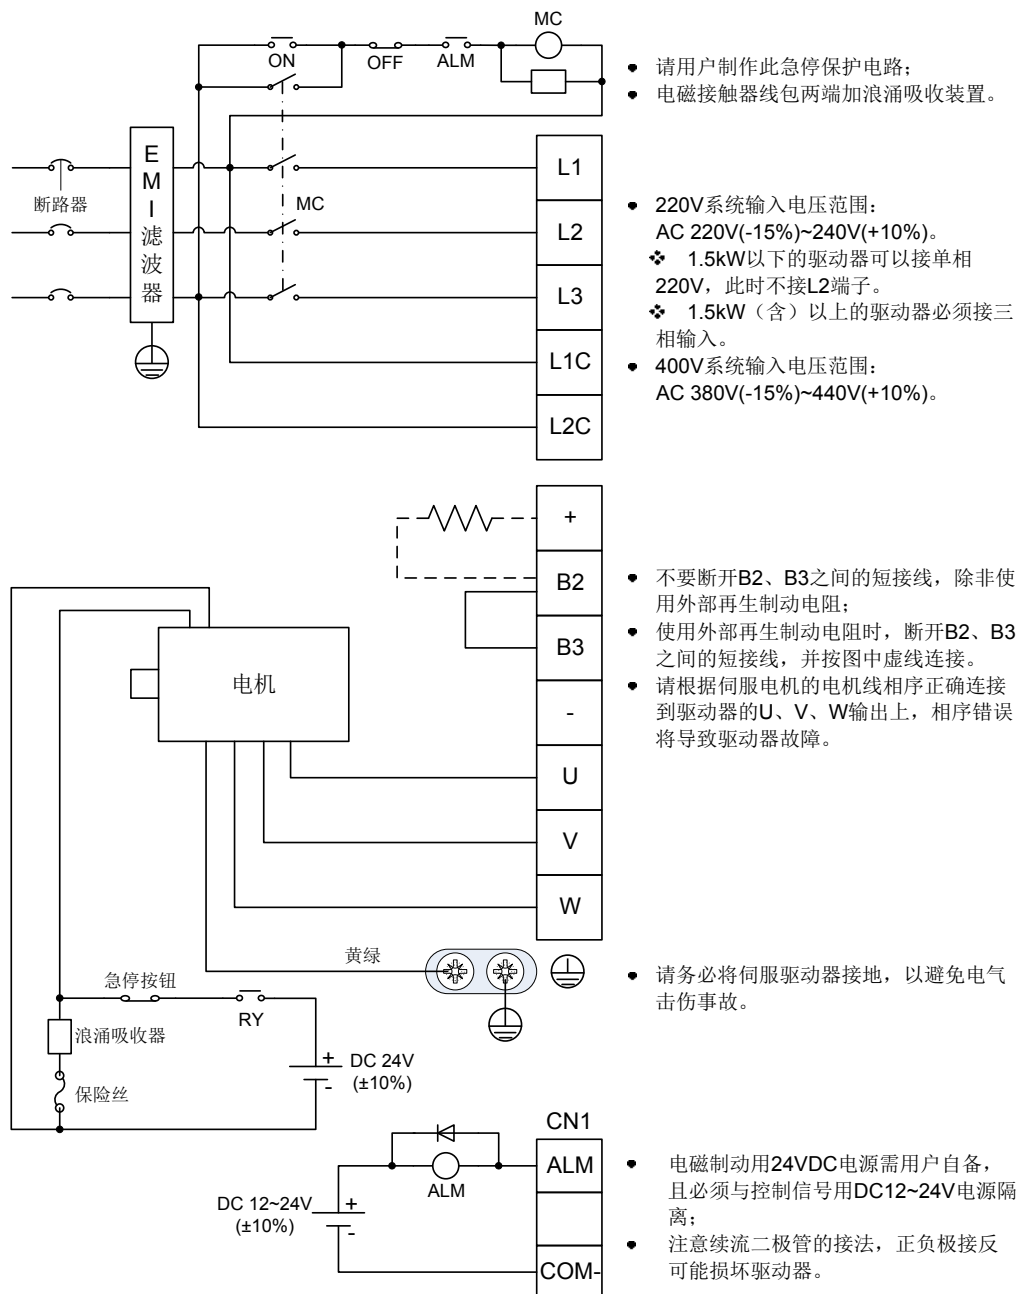 MC
ON
OFF
ALM
请用户制作此急停保护电路；
电磁接触器线包两端加浪涌吸收装置。
E
M
I
滤
波
器
断路器
MC
L1
L2
L3
L1C
L2C
220V系统输入电压范围：
AC 220V(-15%)~240V(+10%)。
1.5kW以下的驱动器可以接单相
220V，此时不接L2端子。
1.5kW（含）以上的驱动器必须接三
相输入。
400V系统输入电压范围：
AC 380V(-15%)~440V(+10%)。
+
B2
B3
-
U
V
W
电机
不要断开B2、B3之间的短接线，除非使
用外部再生制动电阻；
使用外部再生制动电阻时，断开B2、B3
之间的短接线，并按图中虚线连接。
请根据伺服电机的电机线相序正确连接
到驱动器的U、V、W输出上，相序错误
将导致驱动器故障。
黄绿
请务必将伺服驱动器接地，以避免电气
击伤事故。
急停按钮
RY
浪涌吸收器
保险丝
+
-
DC 24V
(±10%)
CN1
ALM
COM-
ALM
DC 12~24V
(±10%)
+
-
电磁制动用24VDC电源需用户自备，
且必须与控制信号用DC12~24V电源隔
离；
注意续流二极管的接法，正负极接反
可能损坏驱动器。